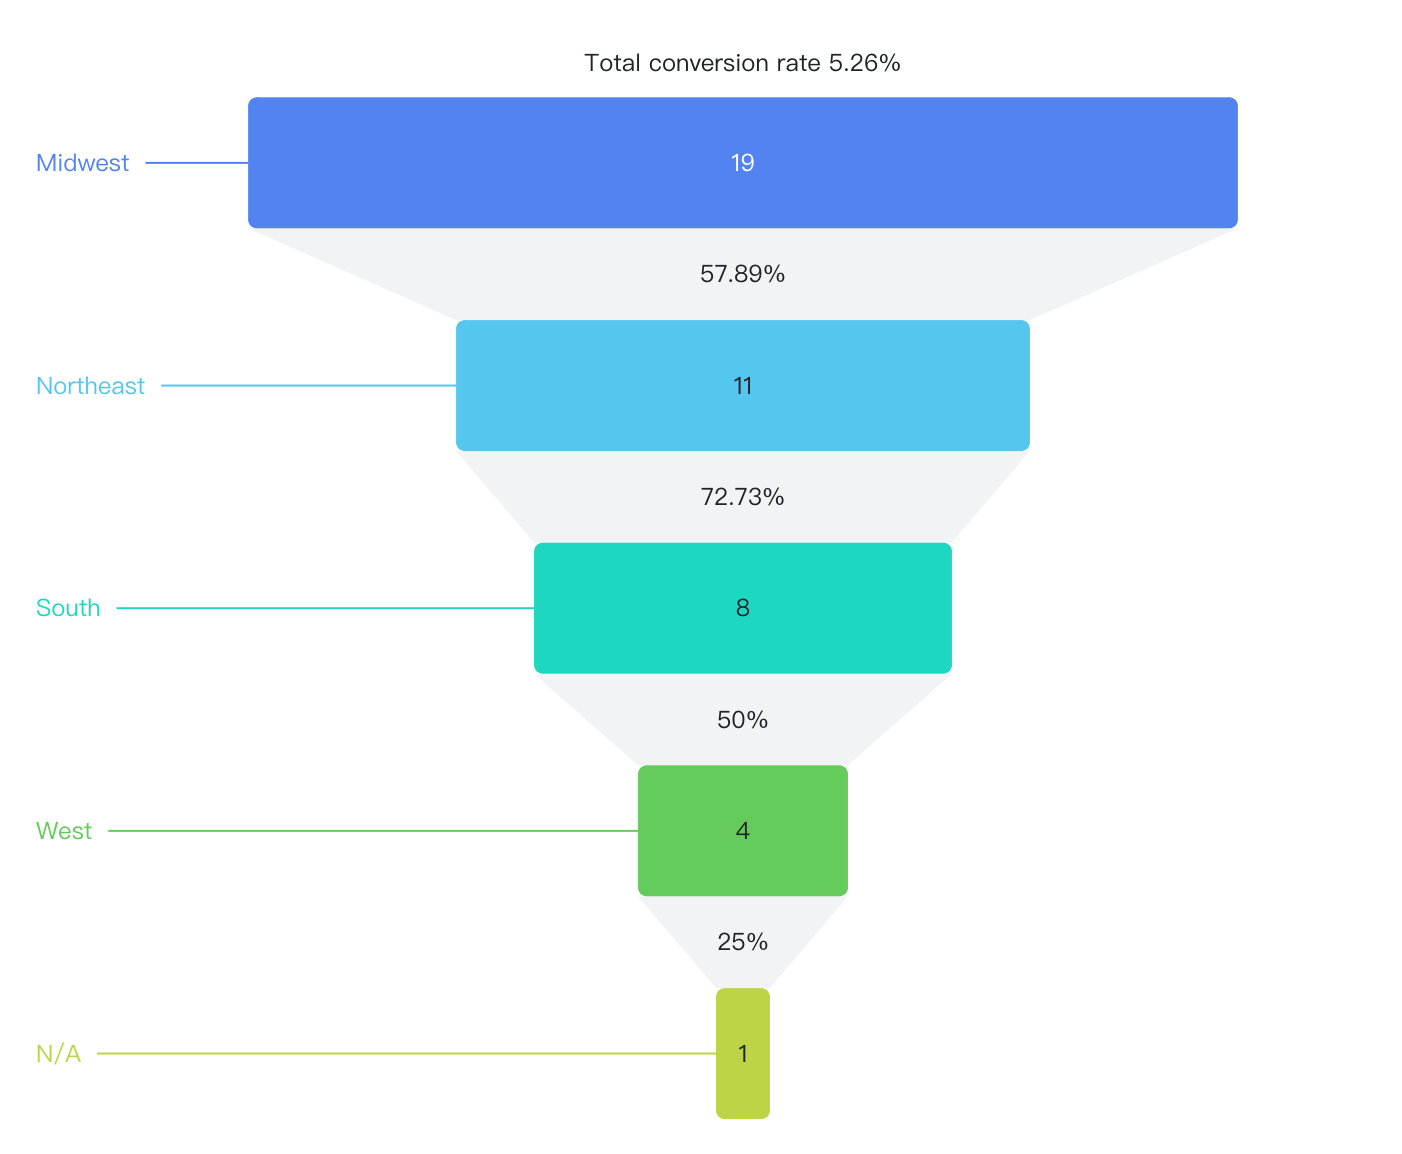 Total conversion rate 5.26%
Midwest 19
57.89%
Northeast 11
72.73%
South 8
50%
West 4
25%
N/A 1